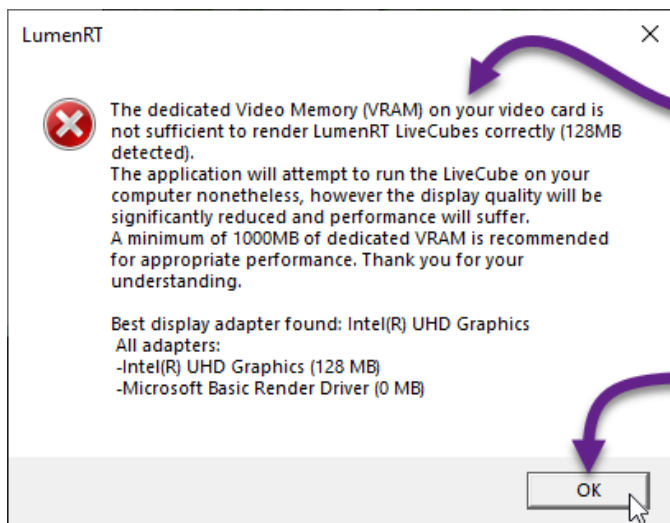 LumenRT
The dedicated Video Memory (VRAM) on your video card is
not sufficient to render LumenRT LiveCubes correctly (128MB
detected).
The application will attempt to run the LiveCube on your
computer nonetheless, however the display quality will be
significantly reduced and performance will suffer.
A minimum of 1000MB of dedicated VRAM is recommended
for appropriate performance. Thank you for your
understanding.
Best display adapter found: Intel(R) UHD Graphics
All adapters:
-Intel(R) UHD Graphics (128 MB)
-Microsoft Basic Render Driver (0 MB)
OK